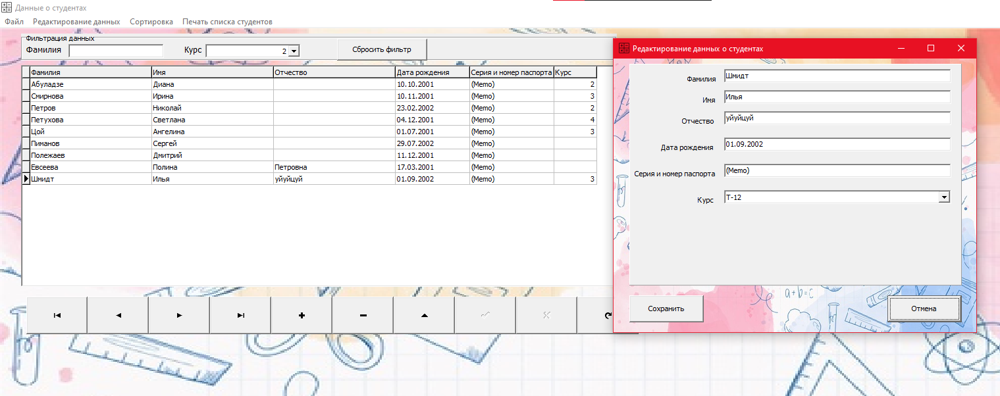 Данные о студентах
Файл Редактирование данных Сортировка Печать списка студентов
Фильтрация данных
Фамилия Курс 2 Сбросить фильтр
Фамилия Имя Отчество Дата рождения Серия и номер паспорта Курс
Абуладзе Диана 10.10.2001 (Memo) 2
Смирнова Ирина 10.11.2001 (Memo) 3
Петров Николай 23.02.2002 (Memo) 2
Петухова Светлана 04.12.2001 (Memo) 4
Цой Ангелина 01.07.2001 (Memo) 3
Пиманов Сергей 29.07.2002 (Memo)
Полежаев Дмитрий 11.12.2001 (Memo)
Евсеева Полина Петровна 17.03.2001 (Memo)
Шмидт Илья уйуйцуй 01.09.2002 (Memo) 3
Редактирование данных о студентах
Фамилия Шмидт
Имя Илья
Отчество уйуйцуй
Дата рождения 01.09.2002
Серия и номер паспорта (Memo)
Курс Т-12
a+b=c
Сохранить Отмена